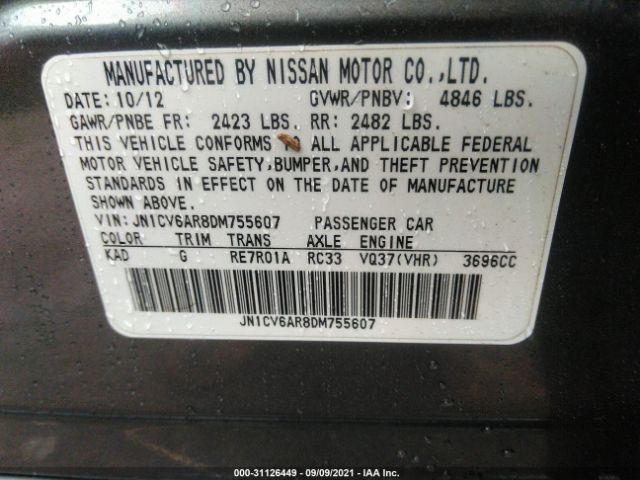 MANUFACTURED BY NISSAN MOTOR CO.,LTD.
DATE: 10/12 GVWR/PNBV: 4846 LBS.
GAWR/PNBE FR: 2423 LBS. RR: 2482 LBS.
THIS VEHICLE CONFORMS TO ALL APPLICABLE FEDERAL
MOTOR VEHICLE SAFETY,BUMPER,AND THEFT PREVENTION
STANDARDS IN EFFECT ON THE DATE OF MANUFACTURE
SHOWN ABOVE.
VIN: JN1CV6AR8DM755607 PASSENGER CAR
COLOR TRIM TRANS AXLE ENGINE
KAD G RE7R01A RC33 VQ37(VHR) 3696CC
JN1CV6AR8DM755607
000-31126449 - 09/09/2021 - IAA Inc.